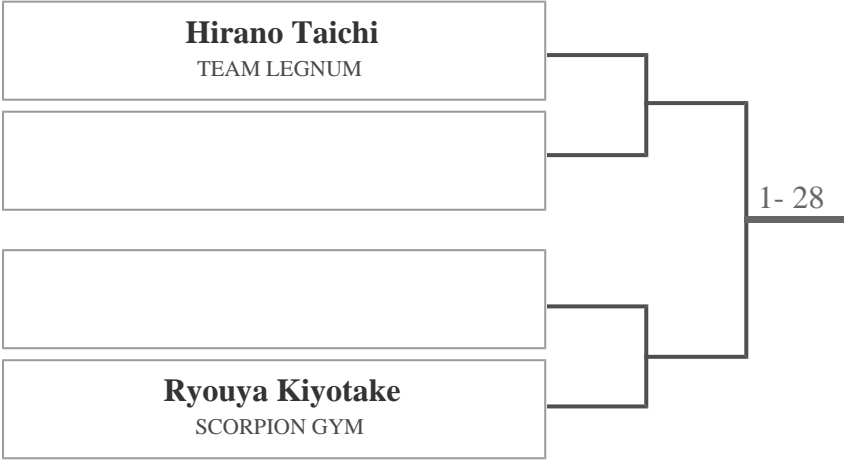 Hirano Taichi
TEAM LEGNUM
1- 28
Ryouya Kiyotake
SCORPION GYM